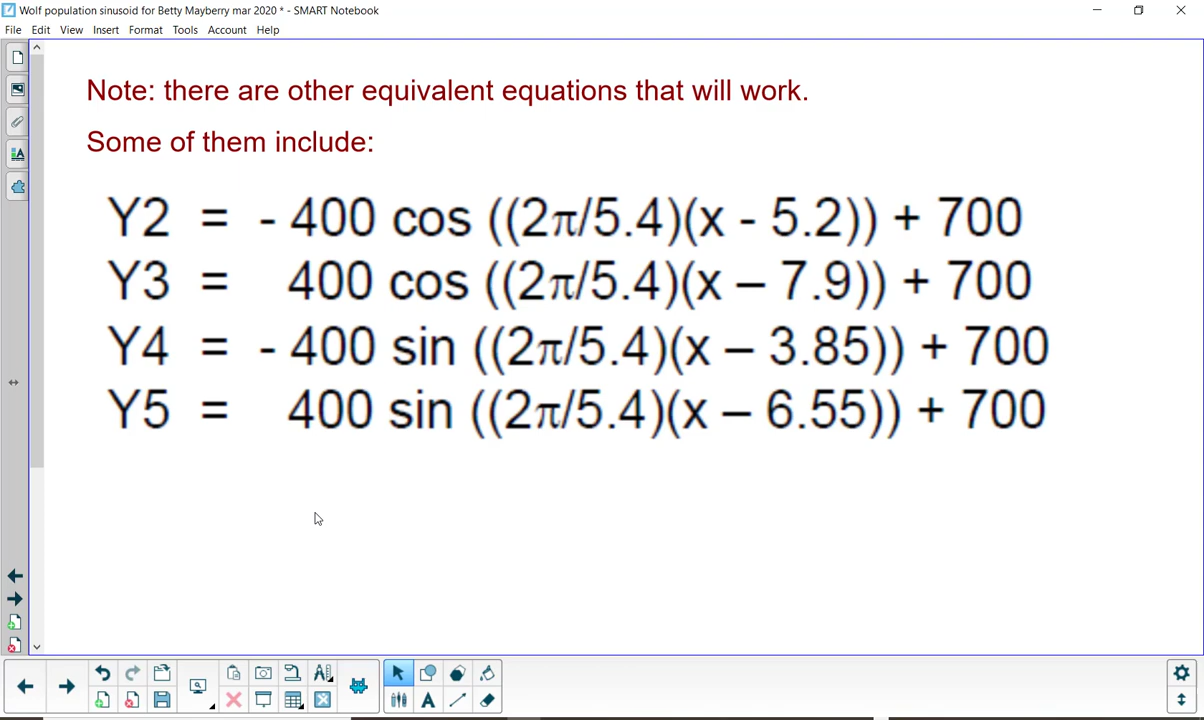 Wolf population sinusoid for Betty Mayberry mar 2020 * - SMART Notebook
File Edit View Insert Format Tools Account Help
Note: there are other equivalent equations that will work.
Some of them include:
Y2 = - 400 cos ((2π/5.4)(x - 5.2)) + 700
Y3 = 400 cos ((2π/5.4)(x – 7.9)) + 700
Y4 = - 400 sin ((2π/5.4)(x – 3.85)) + 700
Y5 = 400 sin ((2π/5.4)(x – 6.55)) + 700